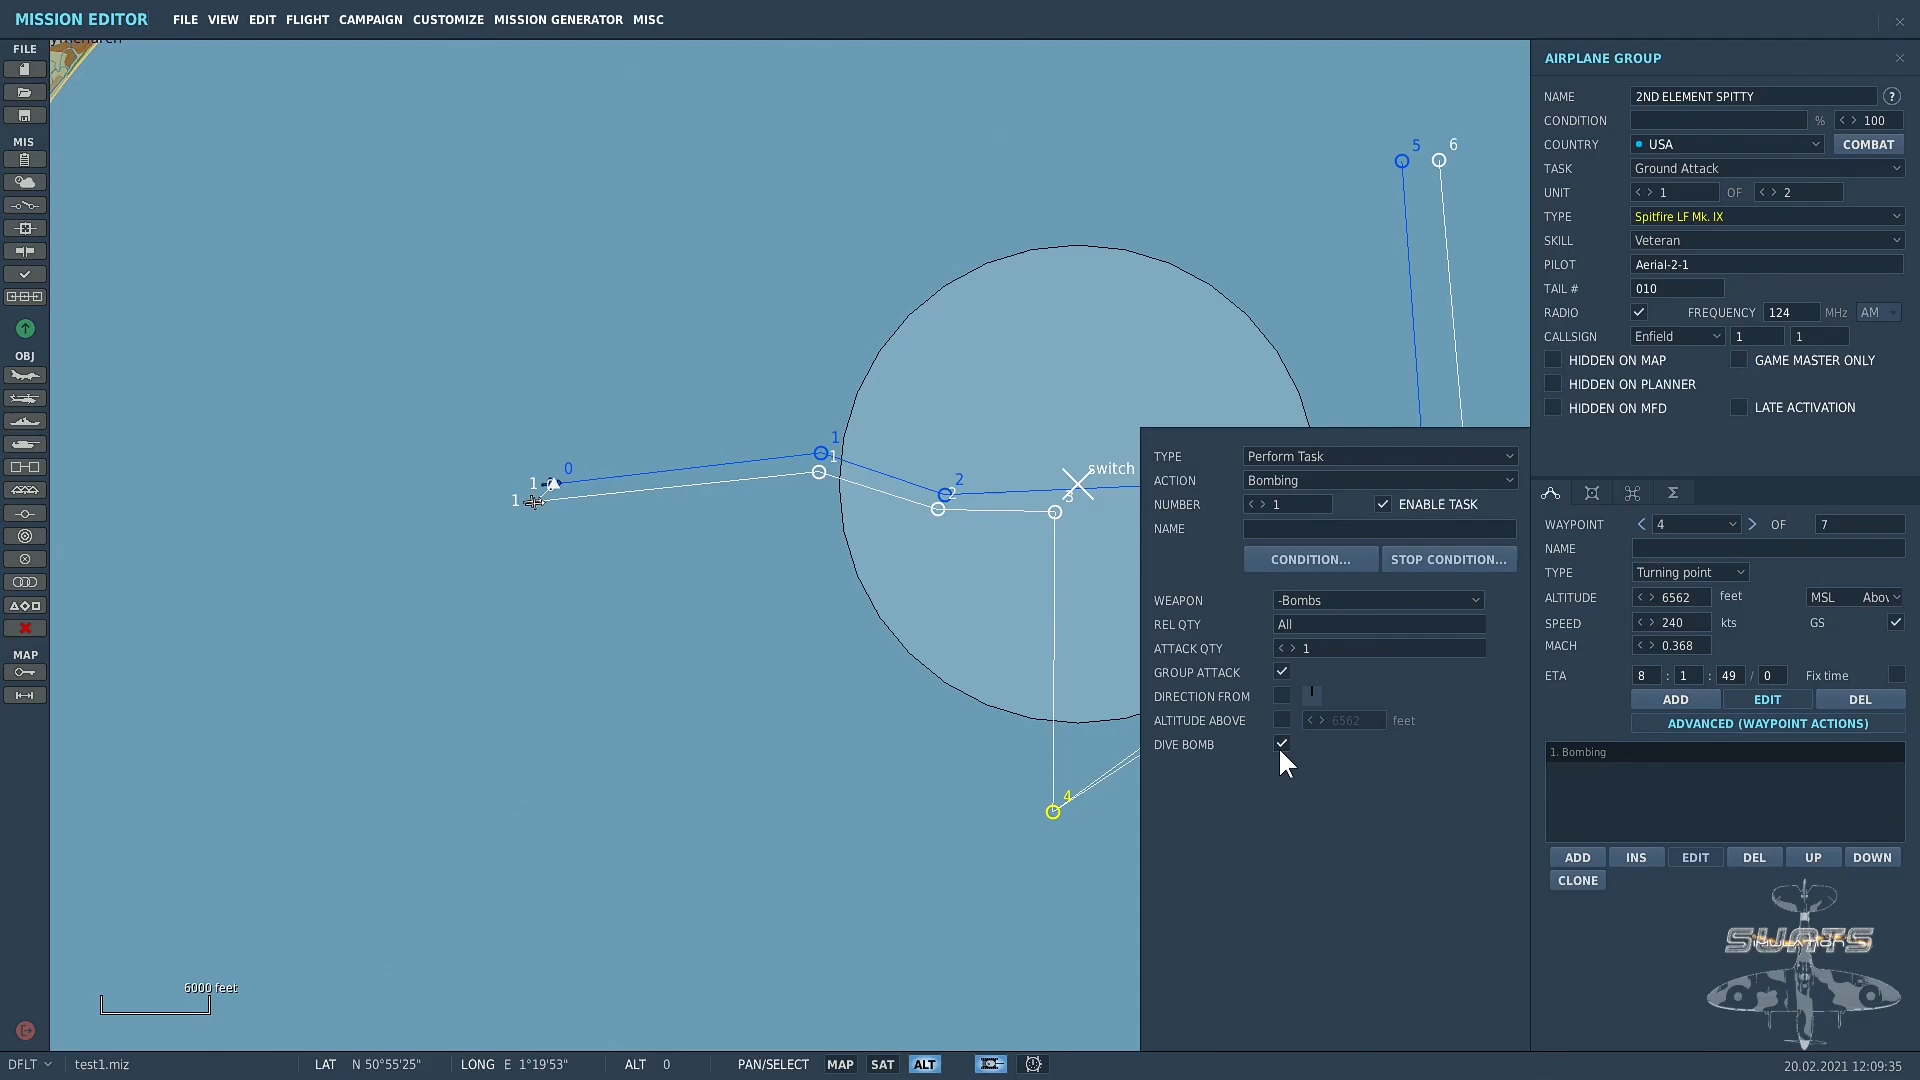 MISSION EDITOR FILE VIEW EDIT FLIGHT CAMPAIGN CUSTOMIZE MISSION GENERATOR MISC
FILE
MIS
OBJ
MAP
5 6
0
1
1
1
1
2
2
3
switch
4
6000 feet
AIRPLANE GROUP
NAME 2ND ELEMENT SPITTY ?
CONDITION % < > 100
COUNTRY USA COMBAT
TASK Ground Attack
UNIT < > 1 OF < > 2
TYPE Spitfire LF Mk. IX
SKILL Veteran
PILOT Aerial-2-1
TAIL # 010
RADIO FREQUENCY 124 MHz AM
CALLSIGN Enfield 1 1
HIDDEN ON MAP GAME MASTER ONLY
HIDDEN ON PLANNER
HIDDEN ON MFD LATE ACTIVATION
TYPE Perform Task
ACTION Bombing
NUMBER < > 1 ENABLE TASK
NAME
CONDITION... STOP CONDITION...
WEAPON -Bombs
REL QTY All
ATTACK QTY < > 1
GROUP ATTACK
DIRECTION FROM
ALTITUDE ABOVE < > 6562 feet
DIVE BOMB
WAYPOINT < 4 > OF 7
NAME
TYPE Turning point
ALTITUDE < > 6562 feet MSL Abov
SPEED < > 240 kts GS
MACH < > 0.368
ETA 8 : 1 : 49 / 0 Fix time
ADD EDIT DEL
ADVANCED (WAYPOINT ACTIONS)
1. Bombing
ADD INS EDIT DEL UP DOWN
CLONE
SIMULATION
DFLT test1.miz LAT N 50°55'25" LONG E 1°19'53" ALT 0 PAN/SELECT MAP SAT ALT 20.02.2021 12:09:35